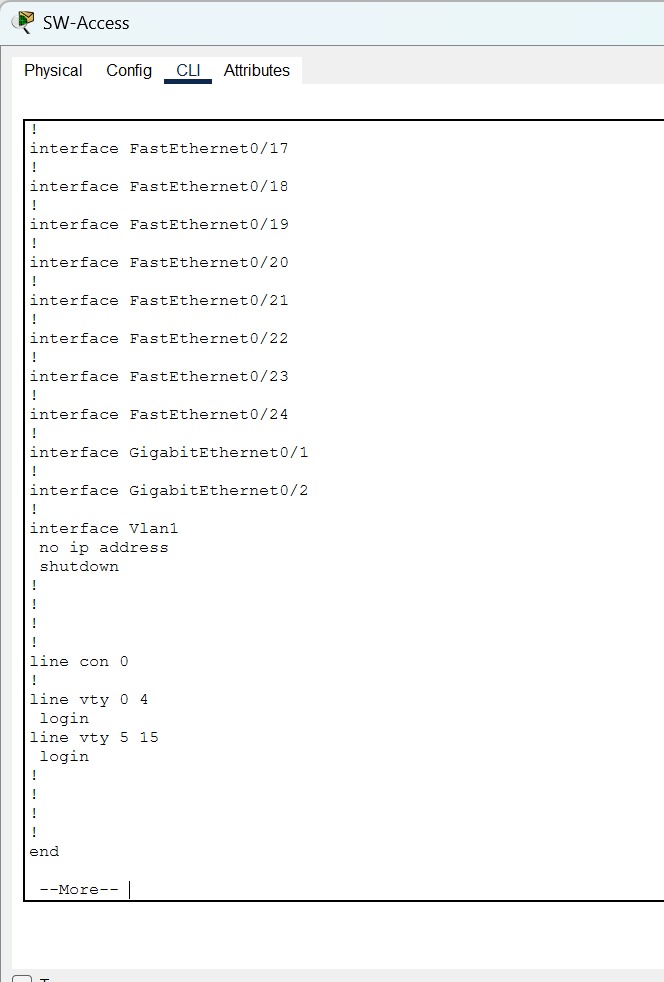 SW-Access
Physical Config CLI Attributes
!
interface FastEthernet0/17
!
interface FastEthernet0/18
!
interface FastEthernet0/19
!
interface FastEthernet0/20
!
interface FastEthernet0/21
!
interface FastEthernet0/22
!
interface FastEthernet0/23
!
interface FastEthernet0/24
!
interface GigabitEthernet0/1
!
interface GigabitEthernet0/2
!
interface Vlan1
 no ip address
 shutdown
!
!
!
!
line con 0
!
line vty 0 4
 login
line vty 5 15
 login
!
!
!
!
end
 --More--